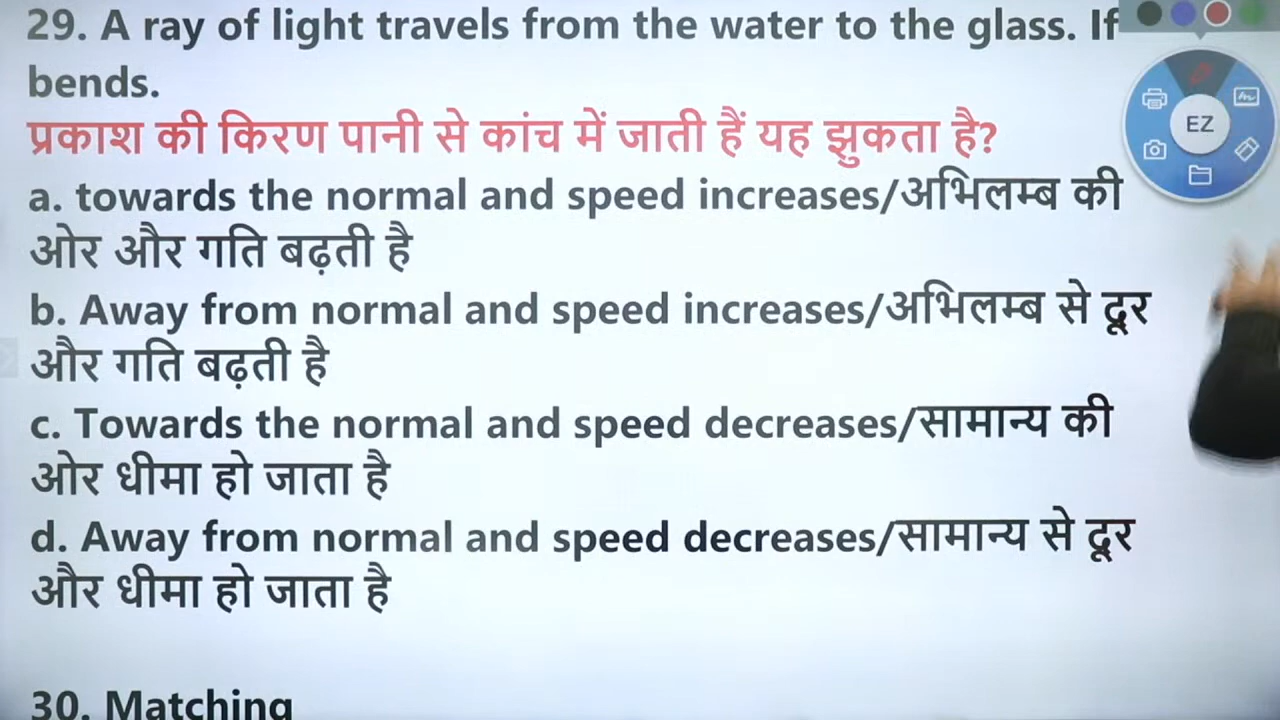 29. A ray of light travels from the water to the glass. If
bends.
प्रकाश की किरण पानी से कांच में जाती हैं यह झुकता है?
a. towards the normal and speed increases/अभिलम्ब की
ओर और गति बढ़ती है
b. Away from normal and speed increases/अभिलम्ब से दूर
और गति बढ़ती है
c. Towards the normal and speed decreases/सामान्य की
ओर धीमा हो जाता है
d. Away from normal and speed decreases/सामान्य से दूर
और धीमा हो जाता है
30. Matching
EZ